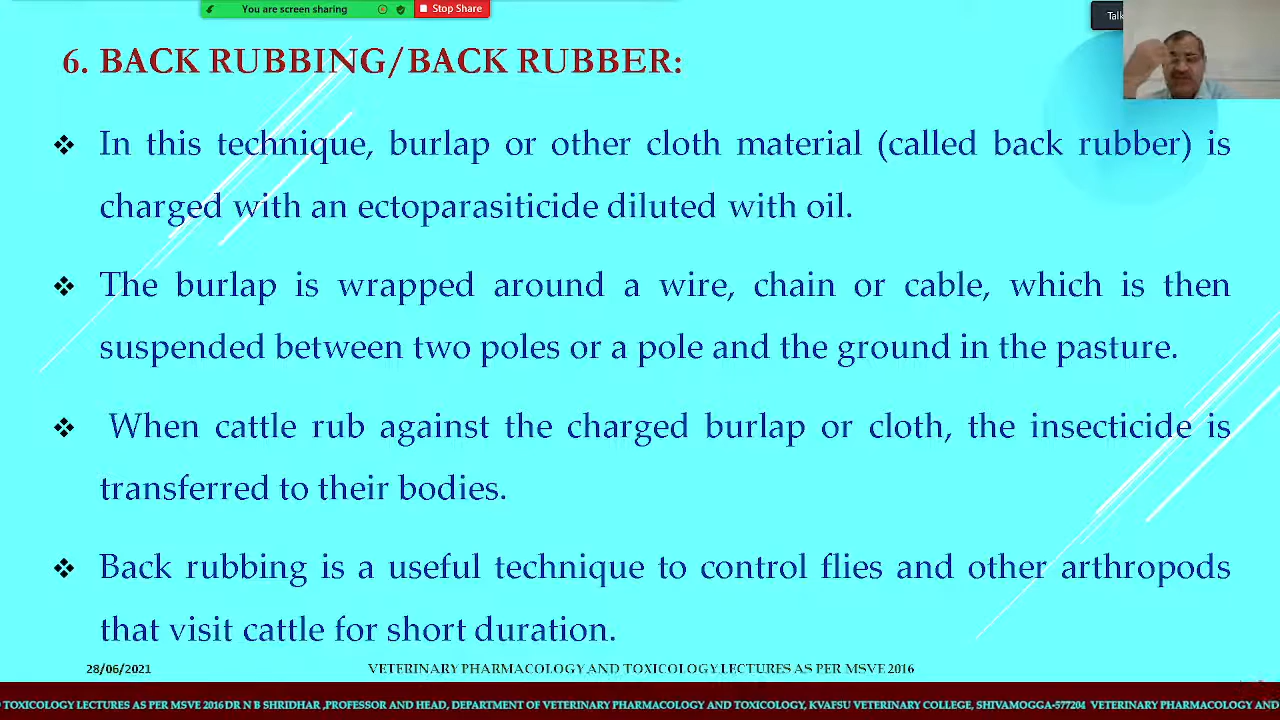 You are screen sharing
Stop Share
Talk
6. BACK RUBBING/BACK RUBBER:
❖ In this technique, burlap or other cloth material (called back rubber) is
charged with an ectoparasiticide diluted with oil.
❖ The burlap is wrapped around a wire, chain or cable, which is then
suspended between two poles or a pole and the ground in the pasture.
❖ When cattle rub against the charged burlap or cloth, the insecticide is
transferred to their bodies.
❖ Back rubbing is a useful technique to control flies and other arthropods
that visit cattle for short duration.
28/06/2021
VETERINARY PHARMACOLOGY AND TOXICOLOGY LECTURES AS PER MSVE 2016
TOXICOLOGY LECTURES AS PER MSVE 2016 DR N B SHRIDHAR ,PROFESSOR AND HEAD, DEPARTMENT OF VETERINARY PHARMACOLOGY AND TOXICOLOGY, KVAFSU VETERINARY COLLEGE, SHIVAMOGGA-577204 VETERINARY PHARMACOLOGY AND